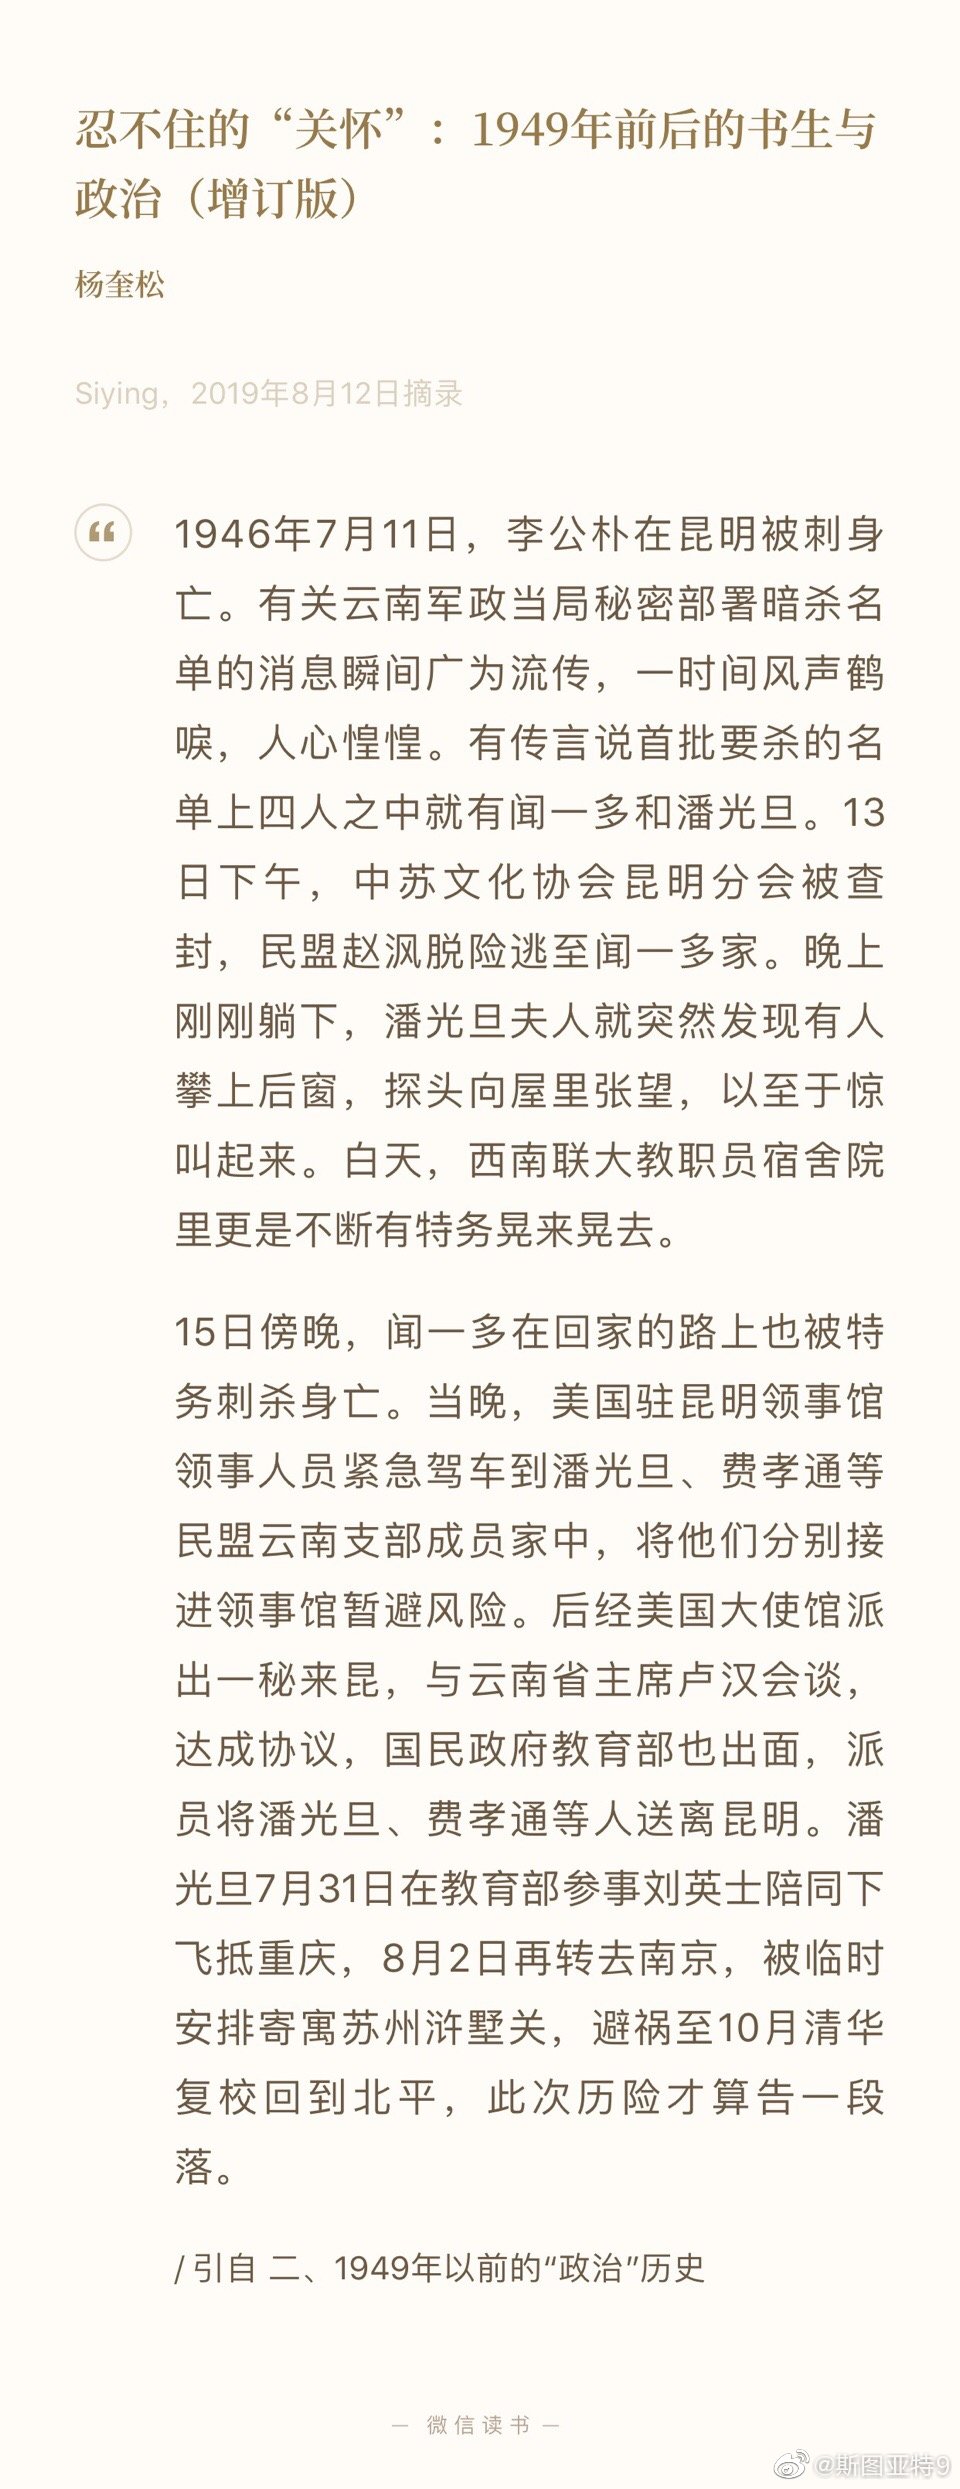 忍不住的“关怀”：1949年前后的书生与
政治（增订版）
杨奎松
Siying，2019年8月12日摘录
1946年7月11日，李公朴在昆明被刺身
亡。有关云南军政当局秘密部署暗杀名
单的消息瞬间广为流传，一时间风声鹤
唳，人心惶惶。有传言说首批要杀的名
单上四人之中就有闻一多和潘光旦。13
日下午，中苏文化协会昆明分会被查
封，民盟赵沨脱险逃至闻一多家。晚上
刚刚躺下，潘光旦夫人就突然发现有人
攀上后窗，探头向屋里张望，以至于惊
叫起来。白天，西南联大教职员宿舍院
里更是不断有特务晃来晃去。
15日傍晚，闻一多在回家的路上也被特
务刺杀身亡。当晚，美国驻昆明领事馆
领事人员紧急驾车到潘光旦、费孝通等
民盟云南支部成员家中，将他们分别接
进领事馆暂避风险。后经美国大使馆派
出一秘来昆，与云南省主席卢汉会谈，
达成协议，国民政府教育部也出面，派
员将潘光旦、费孝通等人送离昆明。潘
光旦7月31日在教育部参事刘英士陪同下
飞抵重庆，8月2日再转去南京，被临时
安排寄寓苏州浒墅关，避祸至10月清华
复校回到北平，此次历险才算告一段
落。
/ 引自 二、1949年以前的“政治”历史
— 微信读书 —
@斯图亚特9